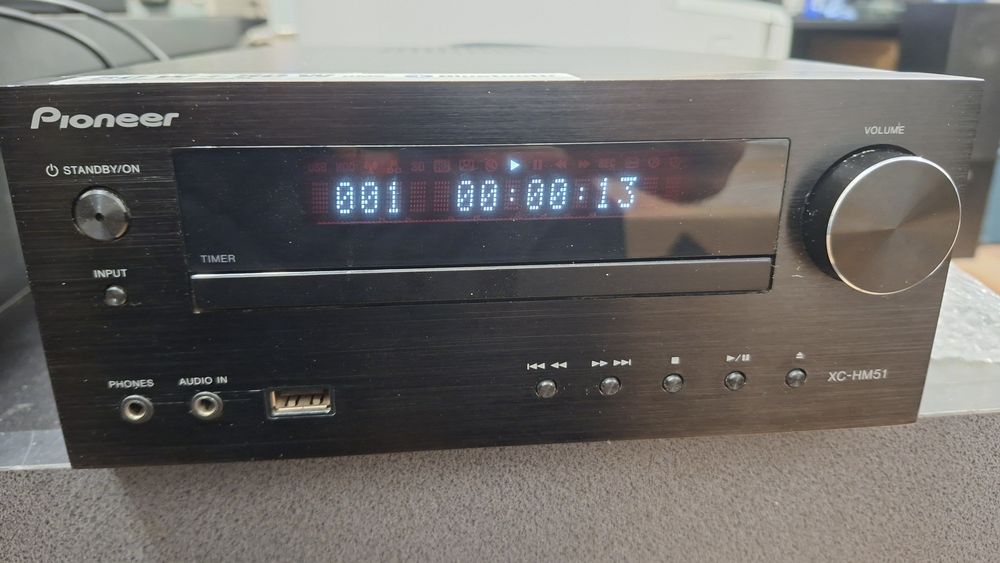 Pioneer
VOLUME
STANDBY/ON
001 00:00:13
TIMER
INPUT
PHONES
AUDIO IN
XC-HM51